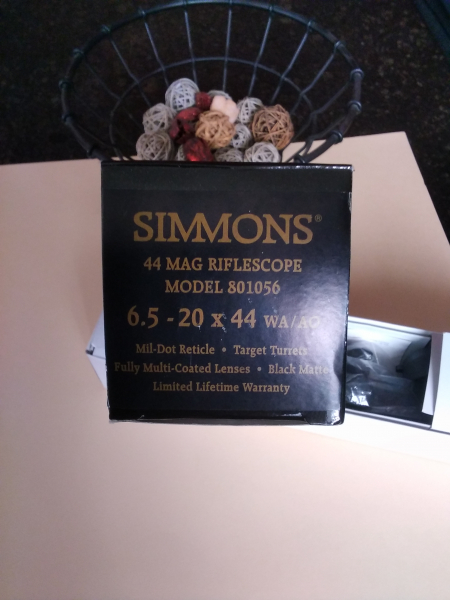 SIMMONS®
44 MAG RIFLESCOPE
MODEL 801056
6.5 - 20 x 44 WA/AO
Mil-Dot Reticle • Target Turrets
Fully Multi-Coated Lenses • Black Matte
Limited Lifetime Warranty